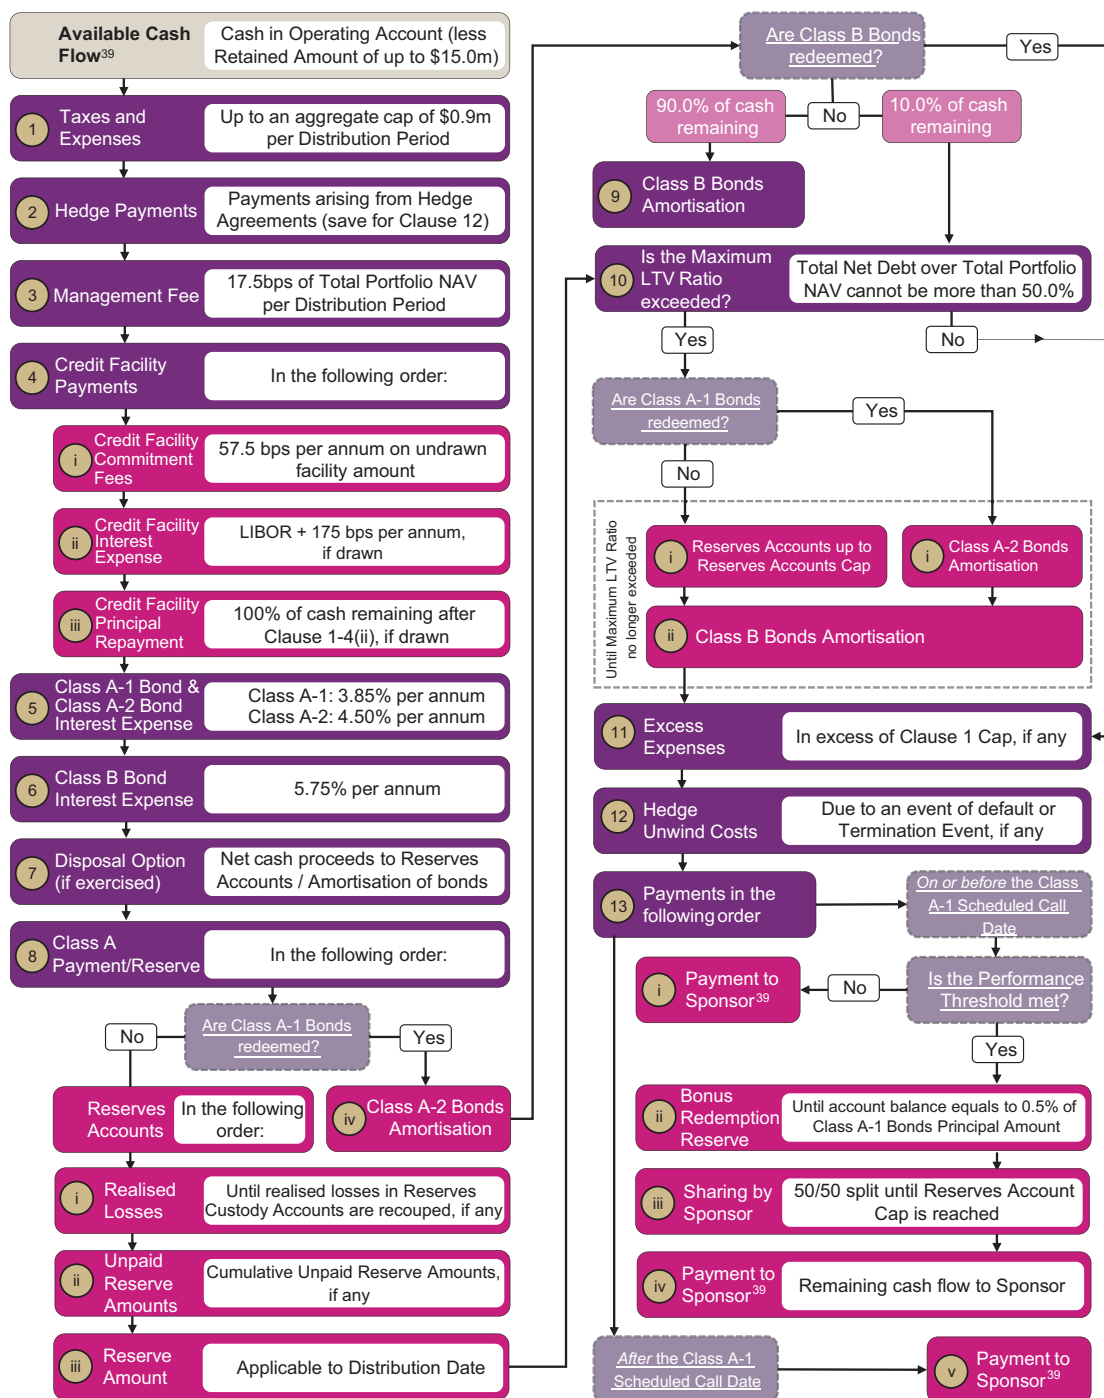 Available Cash
Flow39
Cash in Operating Account (less
Retained Amount of up to $15.0m)
1
Taxes and
Expenses
Up to an aggregate cap of $0.9m
per Distribution Period
2
Hedge Payments
Payments arising from Hedge
Agreements (save for Clause 12)
3
Management Fee
17.5bps of Total Portfolio NAV
per Distribution Period
4
Credit Facility
Payments
In the following order:
i
Credit Facility
Commitment
Fees
57.5 bps per annum on undrawn
facility amount
ii
Credit Facility
Interest
Expense
LIBOR + 175 bps per annum,
if drawn
iii
Credit Facility
Principal
Repayment
100% of cash remaining after
Clause 1-4(ii), if drawn
5
Class A-1 Bond &
Class A-2 Bond
Interest Expense
Class A-1: 3.85% per annum
Class A-2: 4.50% per annum
6
Class B Bond
Interest Expense
5.75% per annum
7
Disposal Option
(if exercised)
Net cash proceeds to Reserves
Accounts / Amortisation of bonds
8
Class A
Payment/Reserve
In the following order:
Are Class A-1 Bonds
redeemed?
No
Yes
Reserves
Accounts
In the following
order:
iv
Class A-2 Bonds
Amortisation
i
Realised
Losses
Until realised losses in Reserves
Custody Accounts are recouped, if any
ii
Unpaid
Reserve
Amounts
Cumulative Unpaid Reserve Amounts,
if any
iii
Reserve
Amount
Applicable to Distribution Date
Are Class B Bonds
redeemed?
Yes
No
90.0% of cash
remaining
10.0% of cash
remaining
9
Class B Bonds
Amortisation
10
Is the Maximum
LTV Ratio
exceeded?
Total Net Debt over Total Portfolio
NAV cannot be more than 50.0%
Yes
No
Are Class A-1 Bonds
redeemed?
Yes
No
Until Maximum LTV Ratio
no longer exceeded
i
Reserves Accounts up to
Reserves Accounts Cap
i
Class A-2 Bonds
Amortisation
ii
Class B Bonds Amortisation
11
Excess
Expenses
In excess of Clause 1 Cap, if any
12
Hedge
Unwind Costs
Due to an event of default or
Termination Event, if any
13
Payments in the
following order
On or before the Class
A-1 Scheduled Call
Date
Is the Performance
Threshold met?
No
Yes
i
Payment to
Sponsor39
ii
Bonus
Redemption
Reserve
Until account balance equals to 0.5% of
Class A-1 Bonds Principal Amount
iii
Sharing by
Sponsor
50/50 split until Reserves Account
Cap is reached
iv
Payment to
Sponsor39
Remaining cash flow to Sponsor
After the Class A-1
Scheduled Call Date
v
Payment to
Sponsor39